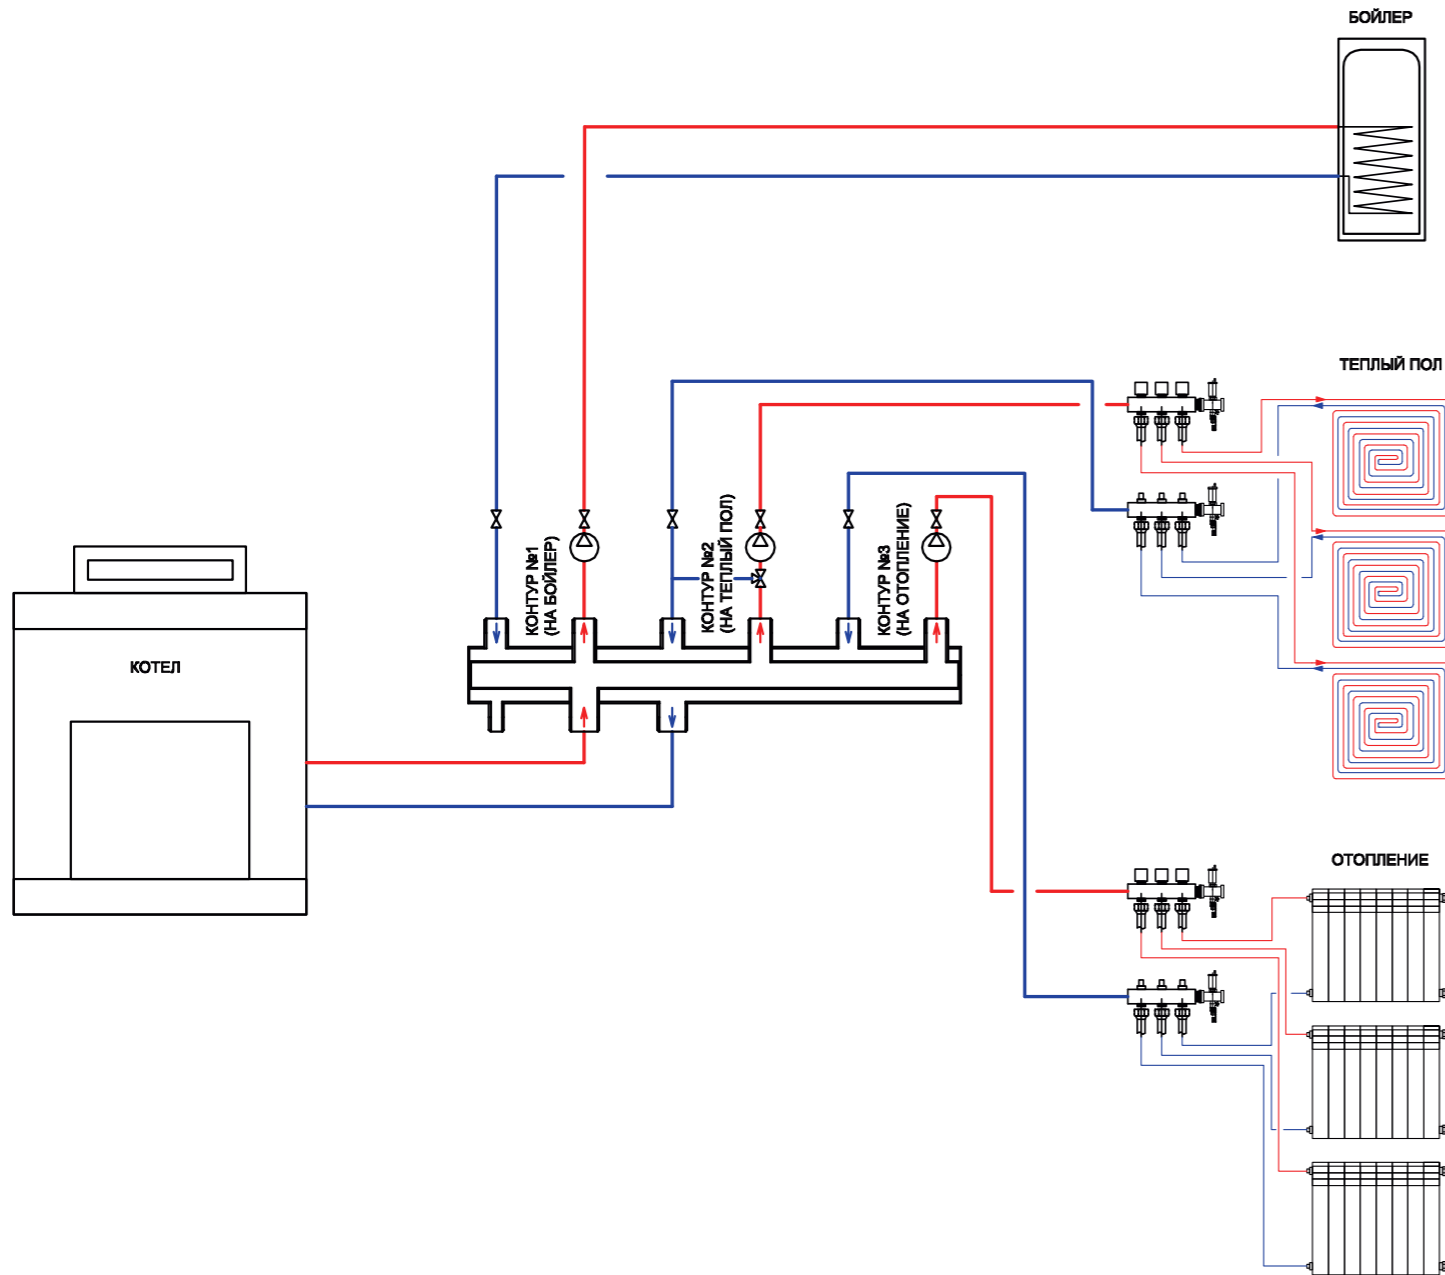 БОЙЛЕР
ТЕПЛЫЙ ПОЛ
КОНТУР №1
(НА БОЙЛЕР)
КОНТУР №2
(НА ТЕПЛЫЙ ПОЛ)
КОНТУР №3
(НА ОТОПЛЕНИЕ)
КОТЕЛ
ОТОПЛЕНИЕ